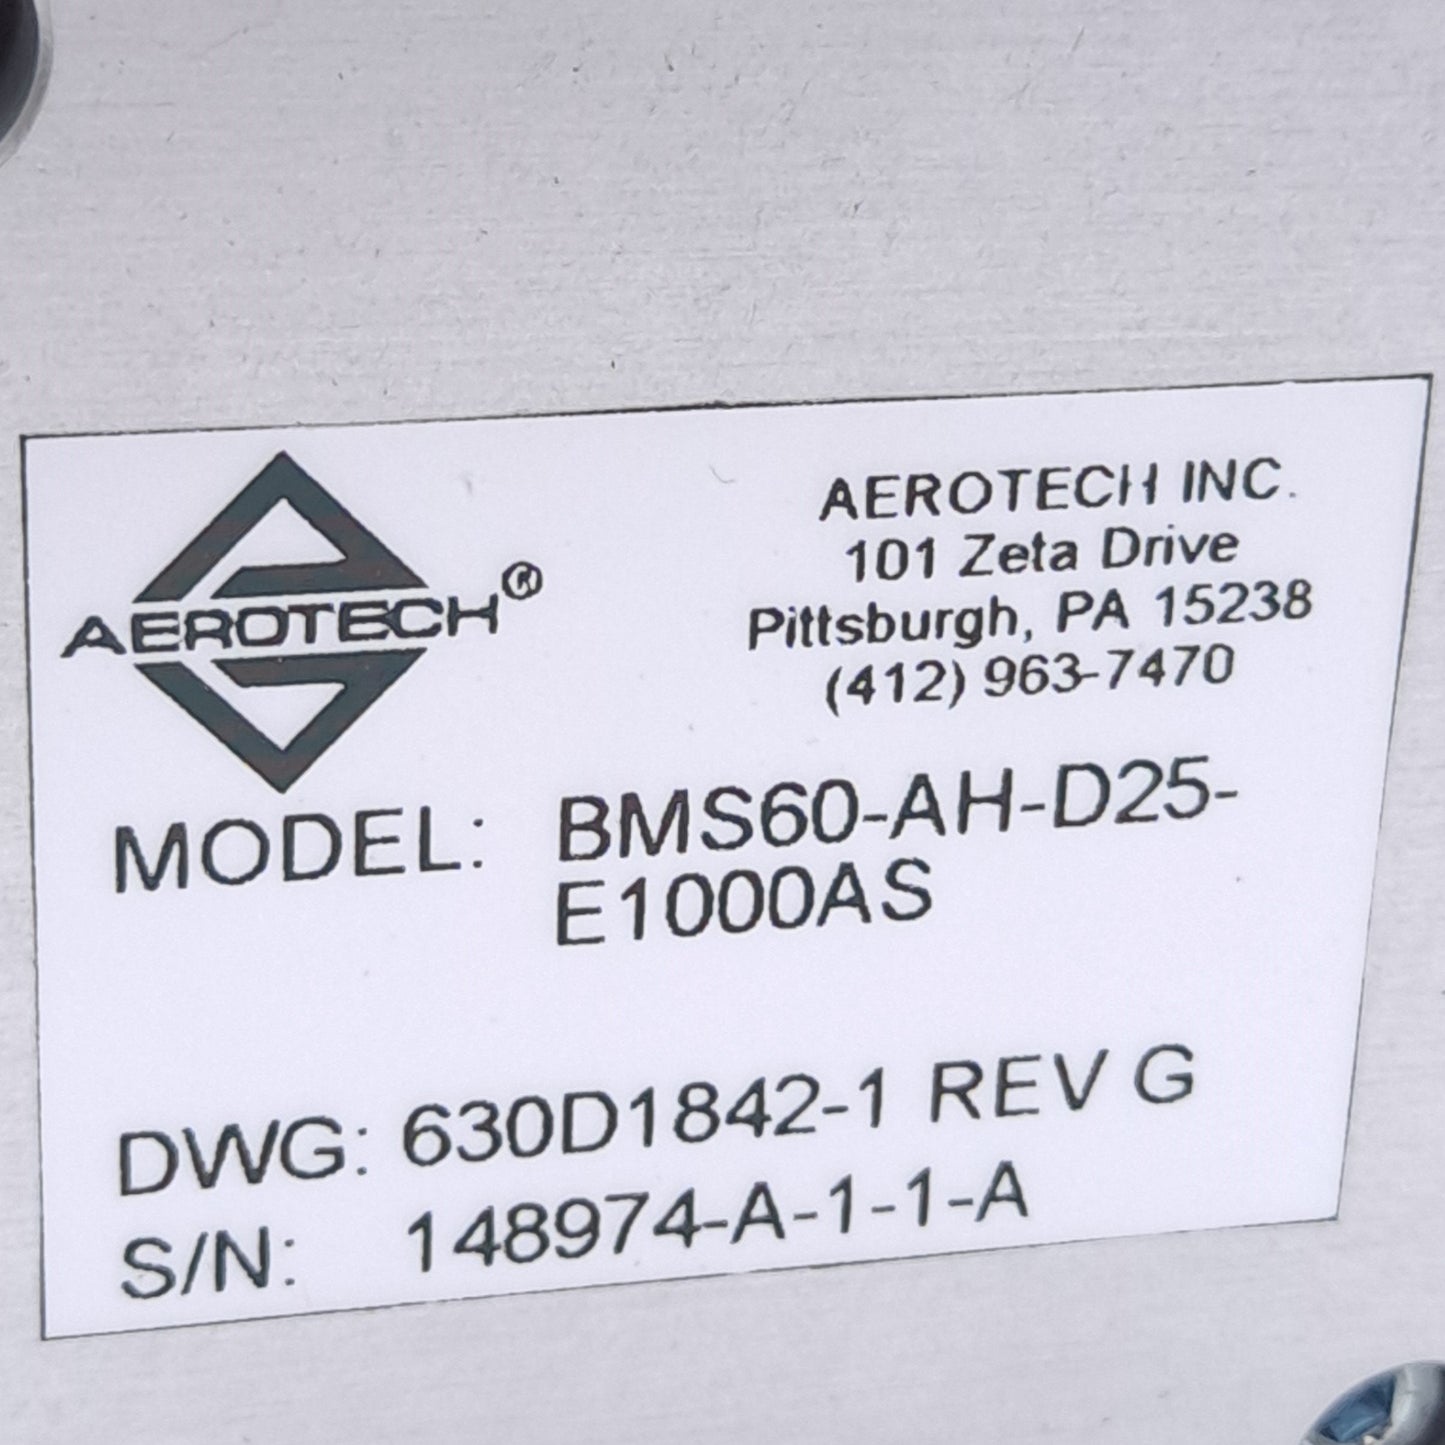 AEROTECH®
AEROTECH INC.
101 Zeta Drive
Pittsburgh, PA 15238
(412) 963-7470
MODEL: BMS60-AH-D25-
E1000AS
DWG: 630D1842-1 REV G
S/N: 148974-A-1-1-A